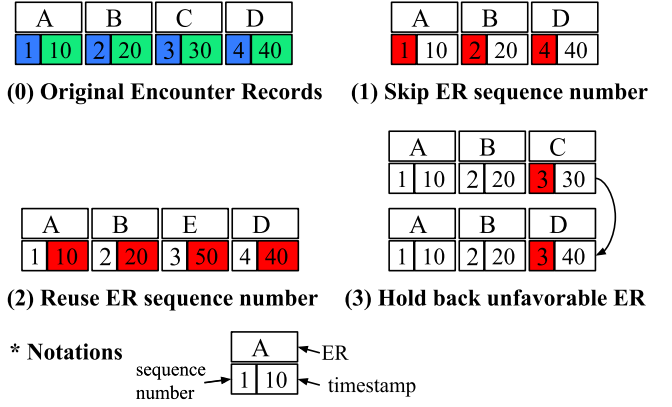 A B C D
1 10 2 20 3 30 4 40
(0) Original Encounter Records
A B D
1 10 2 20 4 40
(1) Skip ER sequence number
A B E D
1 10 2 20 3 50 4 40
(2) Reuse ER sequence number
A B C
1 10 2 20 3 30
A B D
1 10 2 20 3 40
(3) Hold back unfavorable ER
* Notations
A
ER
sequence
number
1 10
timestamp